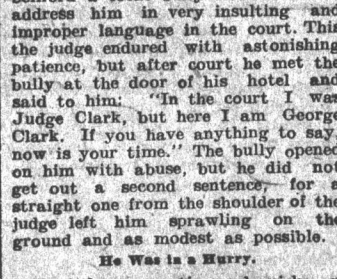 address him in very insulting and
improper language in the court. This
the judge endured with astonishing
patience, but after court he met the
bully at the door of his hotel and
said to him: "In the court I was
Judge Clark, but here I am George
Clark. If you have anything to say,
now is your time." The bully opened
on him with abuse, but he did not
get out a second sentence, for a
straight one from the shoulder of the
judge left him sprawling on the
ground and as modest as possible.
He Was in a Hurry.